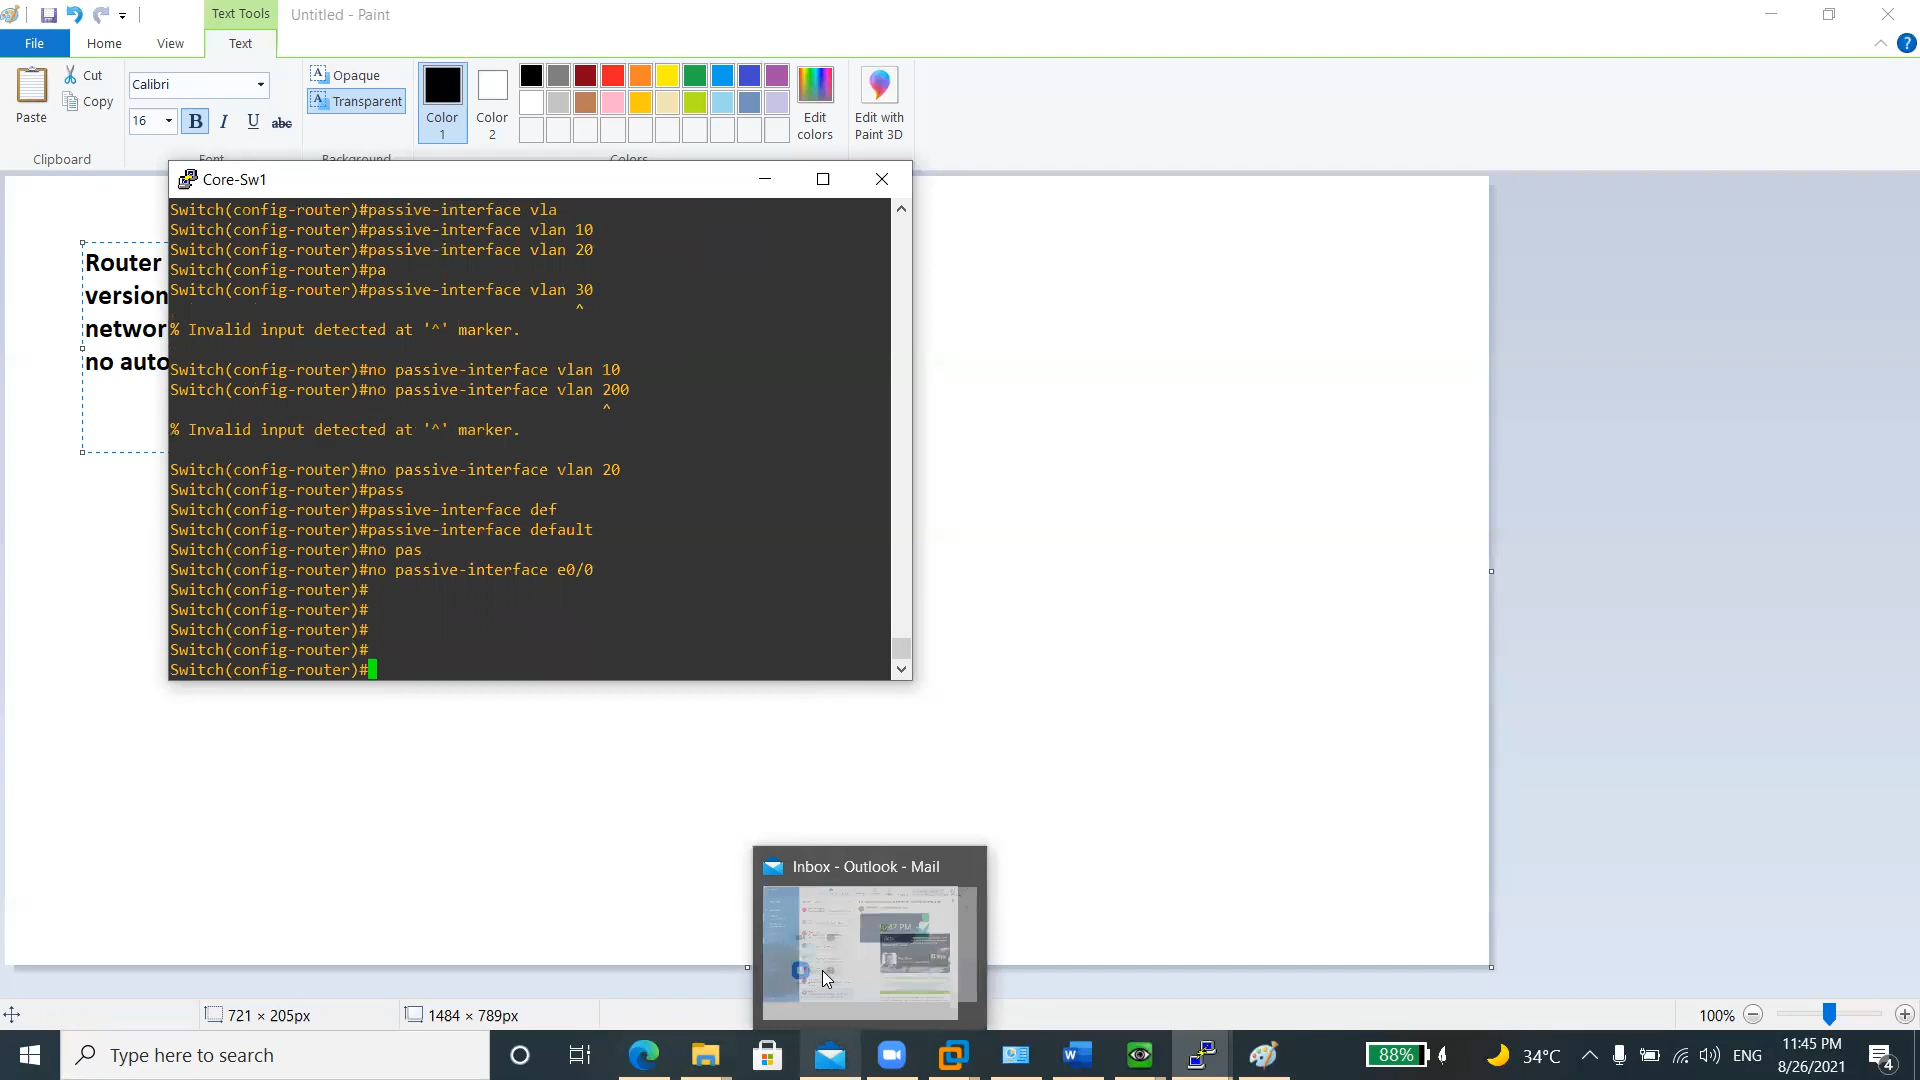 Text Tools
Untitled - Paint
File
Home
View
Text
Paste
Cut
Copy
Clipboard
Calibri
16
B
I
U
abc
Font
Opaque
Transparent
Background
Color
1
Color
2
Colors
Edit
colors
Edit with
Paint 3D
Router
version
networ
no auto
Core-Sw1
Switch(config-router)#passive-interface vla
Switch(config-router)#passive-interface vlan 10
Switch(config-router)#passive-interface vlan 20
Switch(config-router)#pa
Switch(config-router)#passive-interface vlan 30
^
% Invalid input detected at '^' marker.
Switch(config-router)#no passive-interface vlan 10
Switch(config-router)#no passive-interface vlan 200
^
% Invalid input detected at '^' marker.
Switch(config-router)#no passive-interface vlan 20
Switch(config-router)#pass
Switch(config-router)#passive-interface def
Switch(config-router)#passive-interface default
Switch(config-router)#no pas
Switch(config-router)#no passive-interface e0/0
Switch(config-router)#
Switch(config-router)#
Switch(config-router)#
Switch(config-router)#
Switch(config-router)#
Inbox - Outlook - Mail
721 × 205px
1484 × 789px
100%
Type here to search
88%
34°C
ENG
11:45 PM
8/26/2021
4